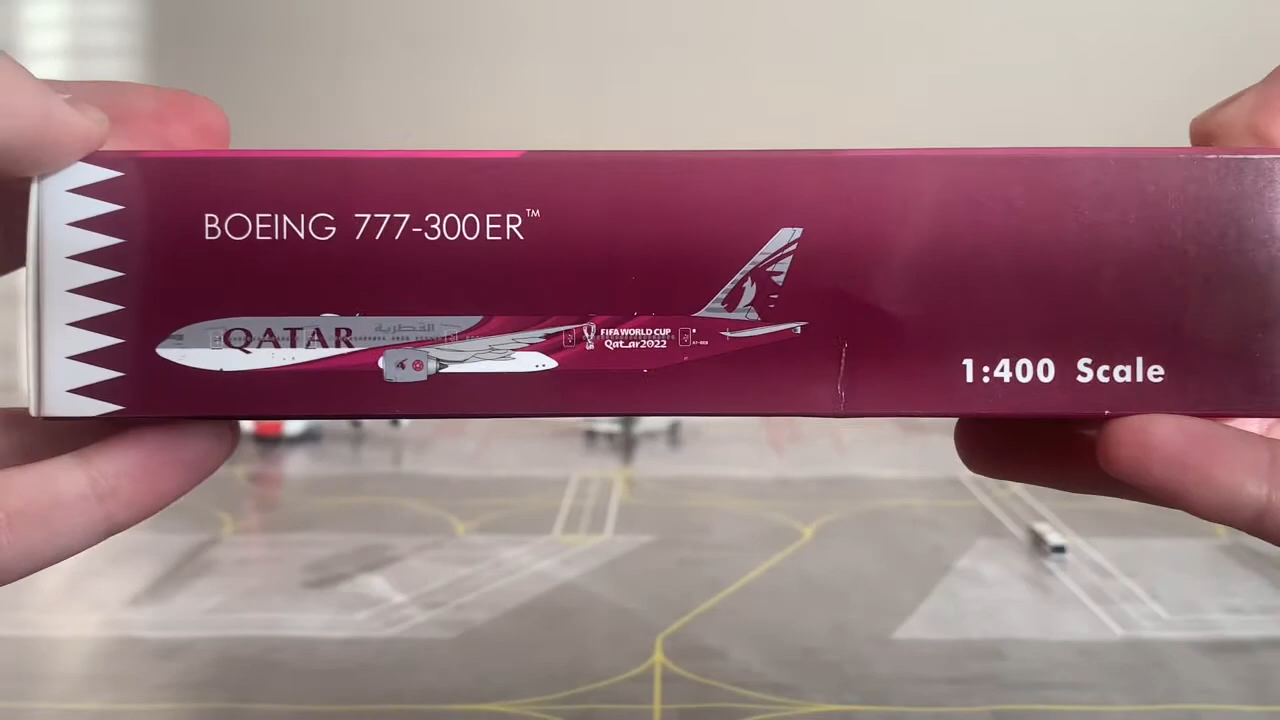 BOEING 777-300ER™
QATAR القطرية
FIFA WORLD CUP
Qatar2022
1:400 Scale